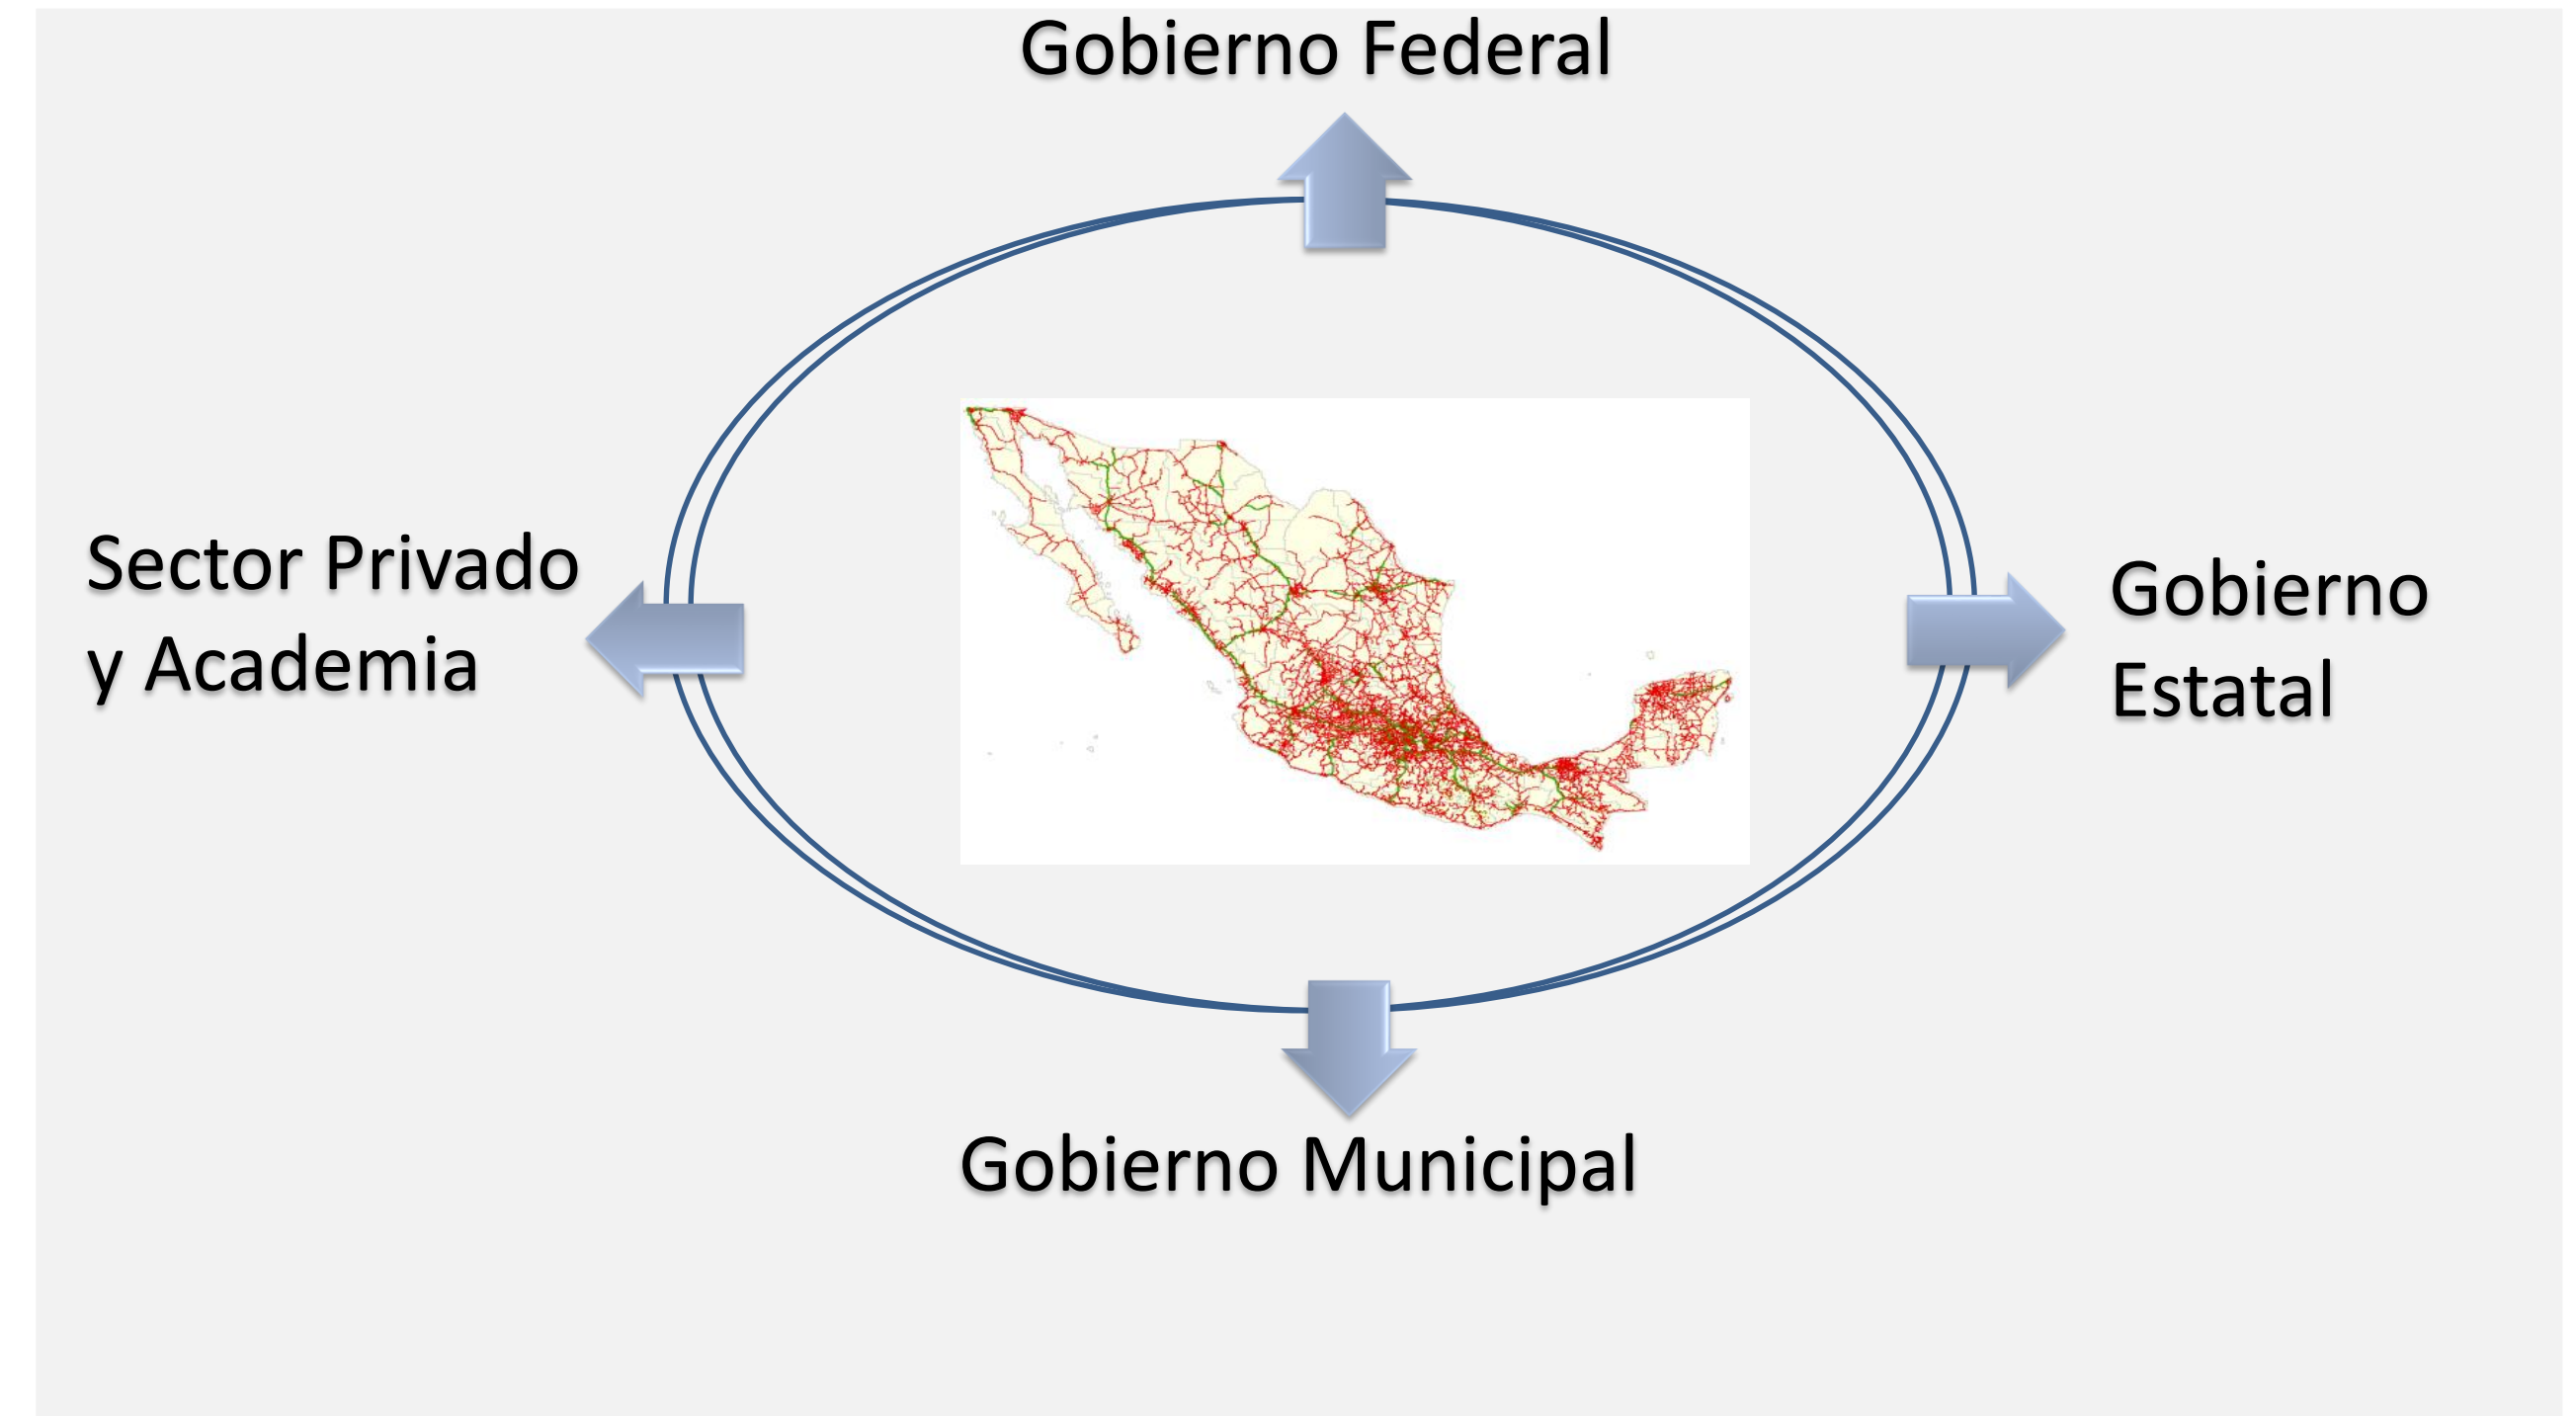 Gobierno Federal
Sector Privado
y Academia
Gobierno
Estatal
Gobierno Municipal